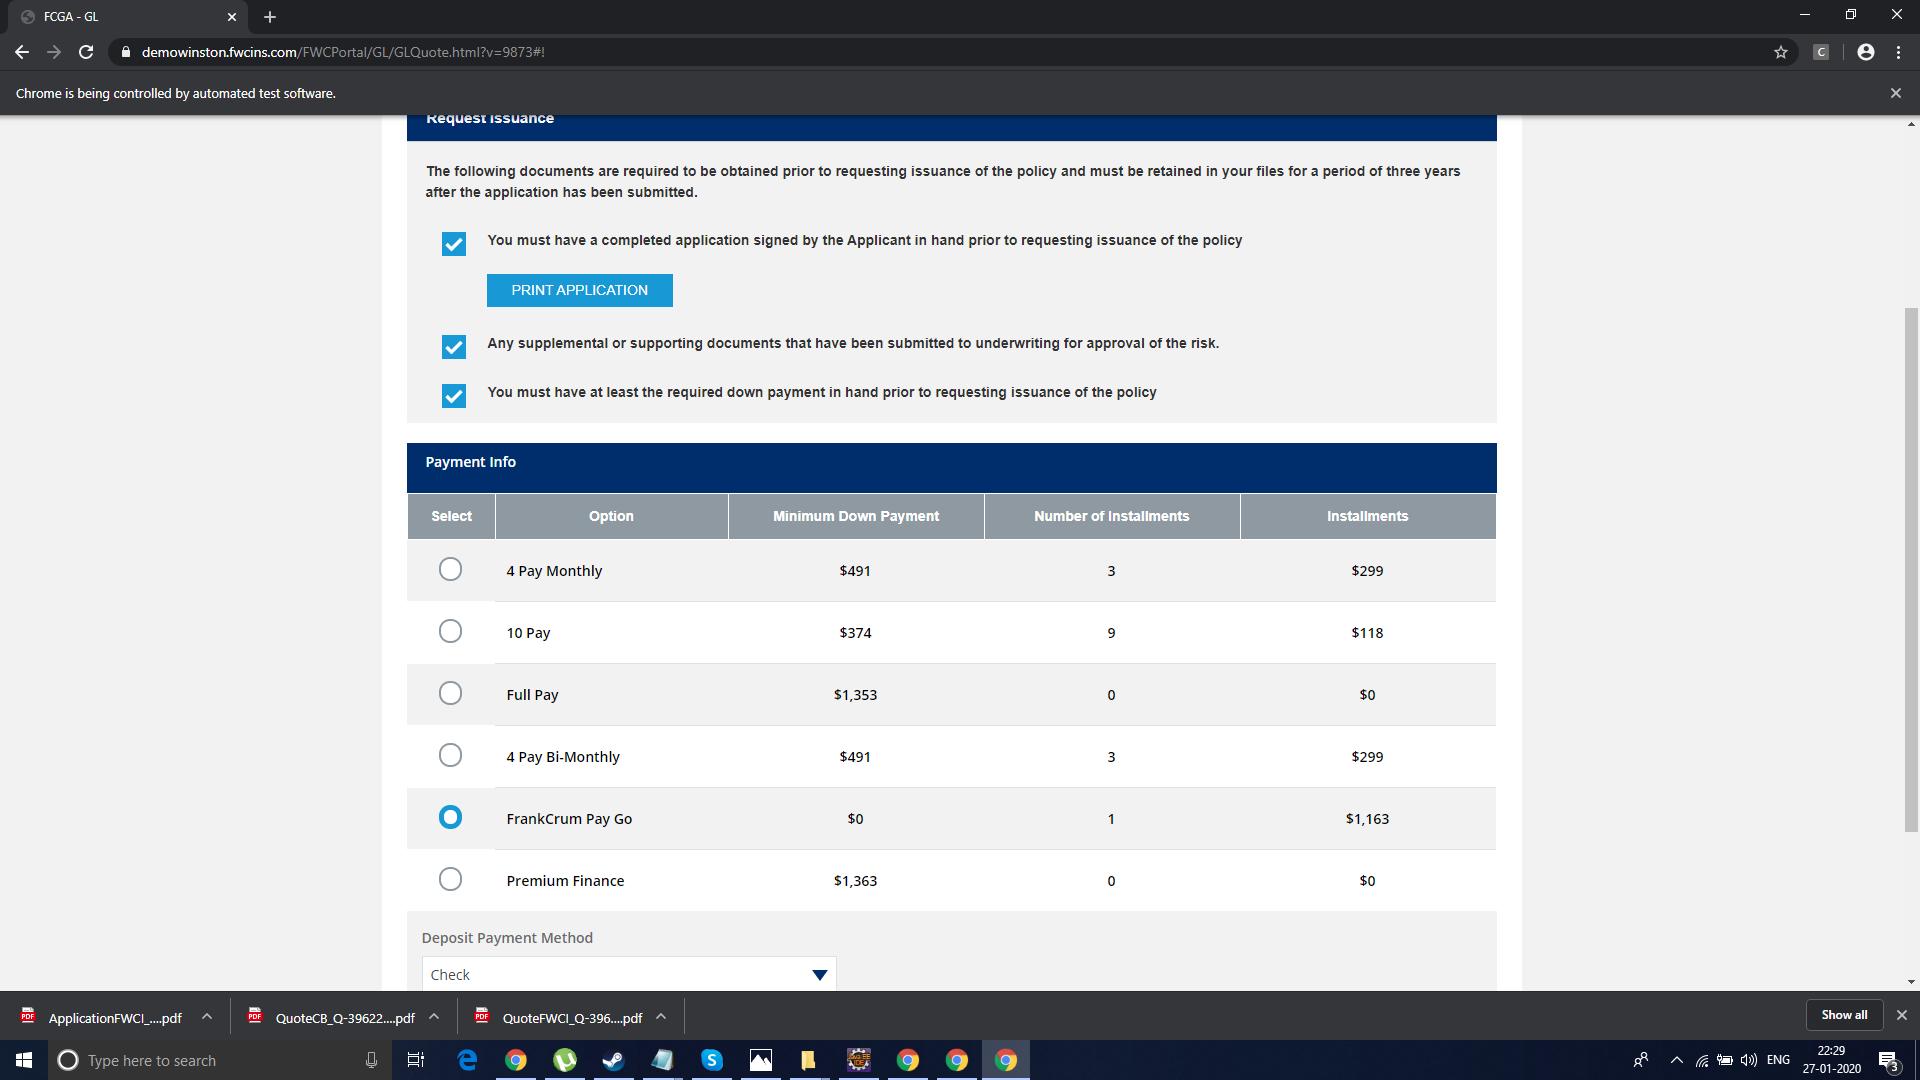 FCGA - GL
demowinston.fwcins.com/FWCPortal/GL/GLQuote.html?v=9873#!
C
Chrome is being controlled by automated test software.
Request Issuance
The following documents are required to be obtained prior to requesting issuance of the policy and must be retained in your files for a period of three years
after the application has been submitted.
You must have a completed application signed by the Applicant in hand prior to requesting issuance of the policy
PRINT APPLICATION
Any supplemental or supporting documents that have been submitted to underwriting for approval of the risk.
You must have at least the required down payment in hand prior to requesting issuance of the policy
Payment Info
Select Option Minimum Down Payment Number of Installments Installments
4 Pay Monthly $491 3 $299
10 Pay $374 9 $118
Full Pay $1,353 0 $0
4 Pay Bi-Monthly $491 3 $299
FrankCrum Pay Go $0 1 $1,163
Premium Finance $1,363 0 $0
Deposit Payment Method
Check
ApplicationFWCI_....pdf QuoteCB_Q-39622....pdf QuoteFWCI_Q-396....pdf Show all
Type here to search
ENG
22:29
27-01-2020
3